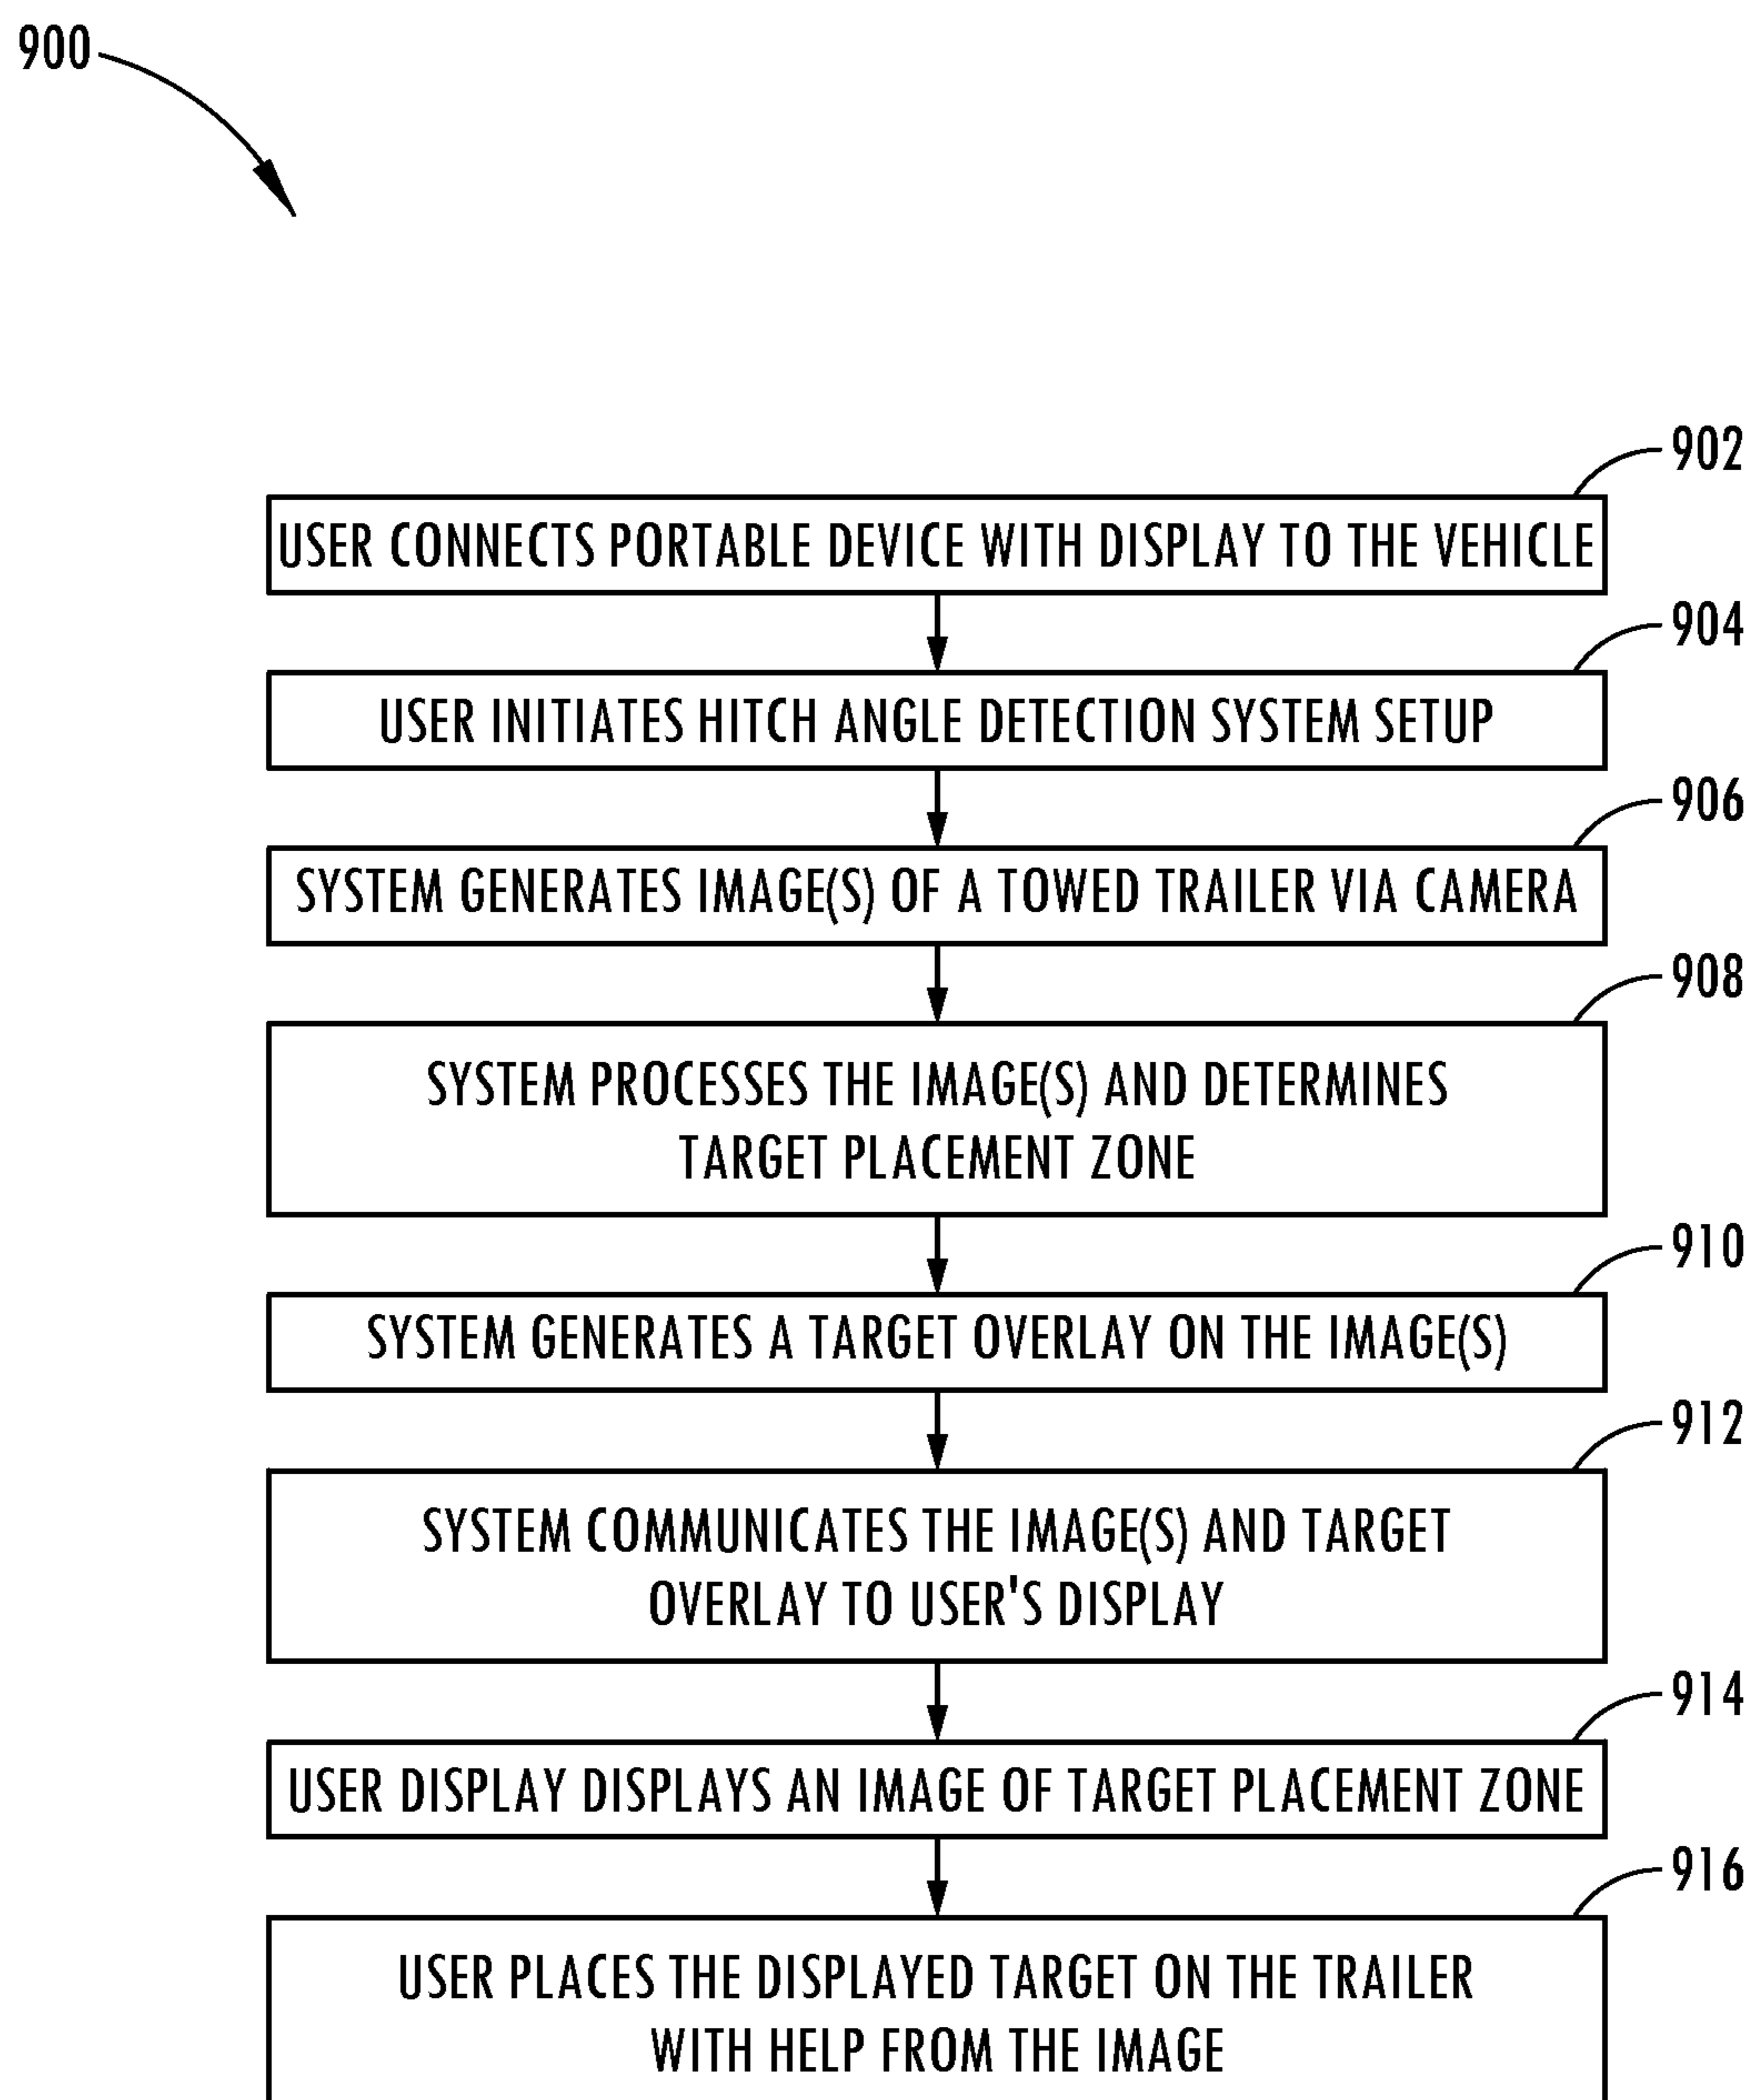 900
902
USER CONNECTS PORTABLE DEVICE WITH DISPLAY TO THE VEHICLE
904
USER INITIATES HITCH ANGLE DETECTION SYSTEM SETUP
906
SYSTEM GENERATES IMAGE(S) OF A TOWED TRAILER VIA CAMERA
908
SYSTEM PROCESSES THE IMAGE(S) AND DETERMINES
TARGET PLACEMENT ZONE
910
SYSTEM GENERATES A TARGET OVERLAY ON THE IMAGE(S)
912
SYSTEM COMMUNICATES THE IMAGE(S) AND TARGET
OVERLAY TO USER'S DISPLAY
914
USER DISPLAY DISPLAYS AN IMAGE OF TARGET PLACEMENT ZONE
916
USER PLACES THE DISPLAYED TARGET ON THE TRAILER
WITH HELP FROM THE IMAGE